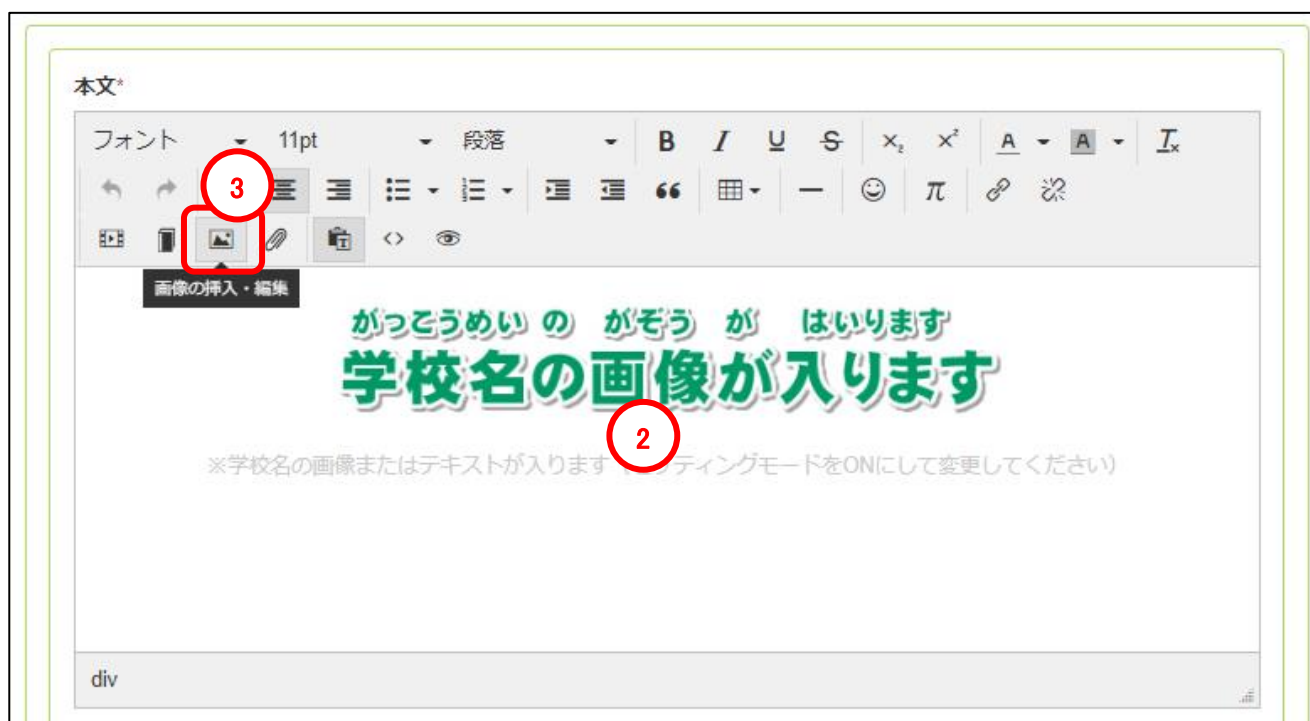 本文*
フォント 11pt 段落 B I U S ×₂ ×² A A Tx
3
π
画像の挿入・編集
がっこうめい の がぞう が はいります
学校名の画像が入ります
2
※学校名の画像またはテキストが入ります ティングモードをONにして変更してください）
div